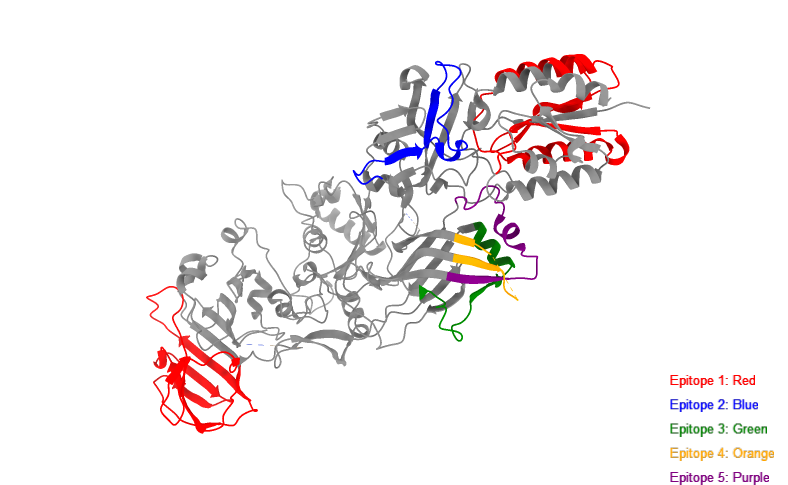 Epitope 1: Red
Epitope 2: Blue
Epitope 3: Green
Epitope 4: Orange
Epitope 5: Purple